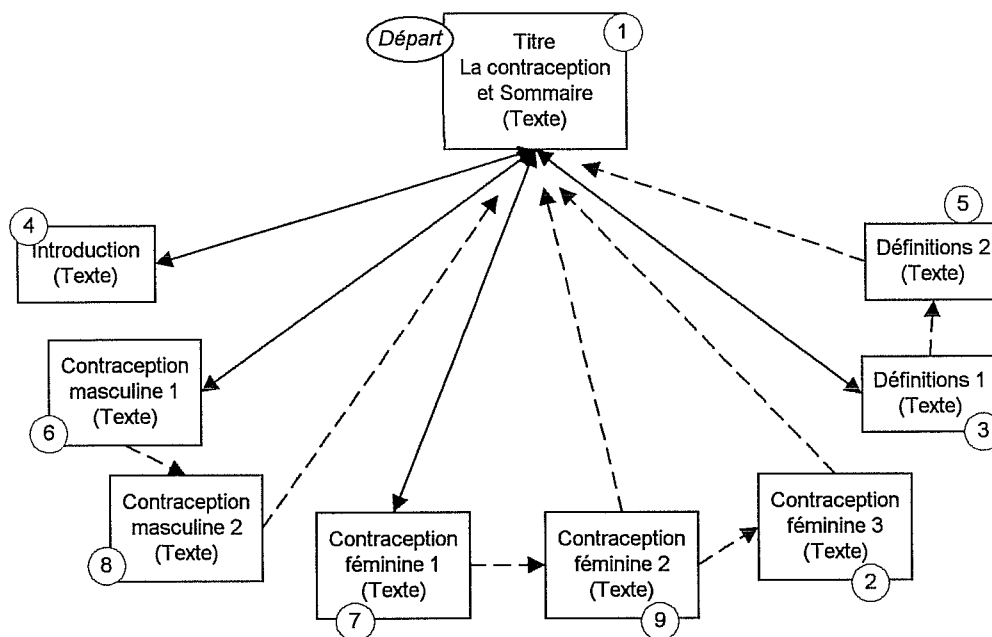 Départ
1
Titre
La contraception
et Sommaire
(Texte)
4
Introduction
(Texte)
5
Définitions 2
(Texte)
Contraception
masculine 1
(Texte)
6
Définitions 1
(Texte)
3
Contraception
masculine 2
(Texte)
8
Contraception
féminine 1
(Texte)
7
Contraception
féminine 2
(Texte)
9
Contraception
féminine 3
(Texte)
2